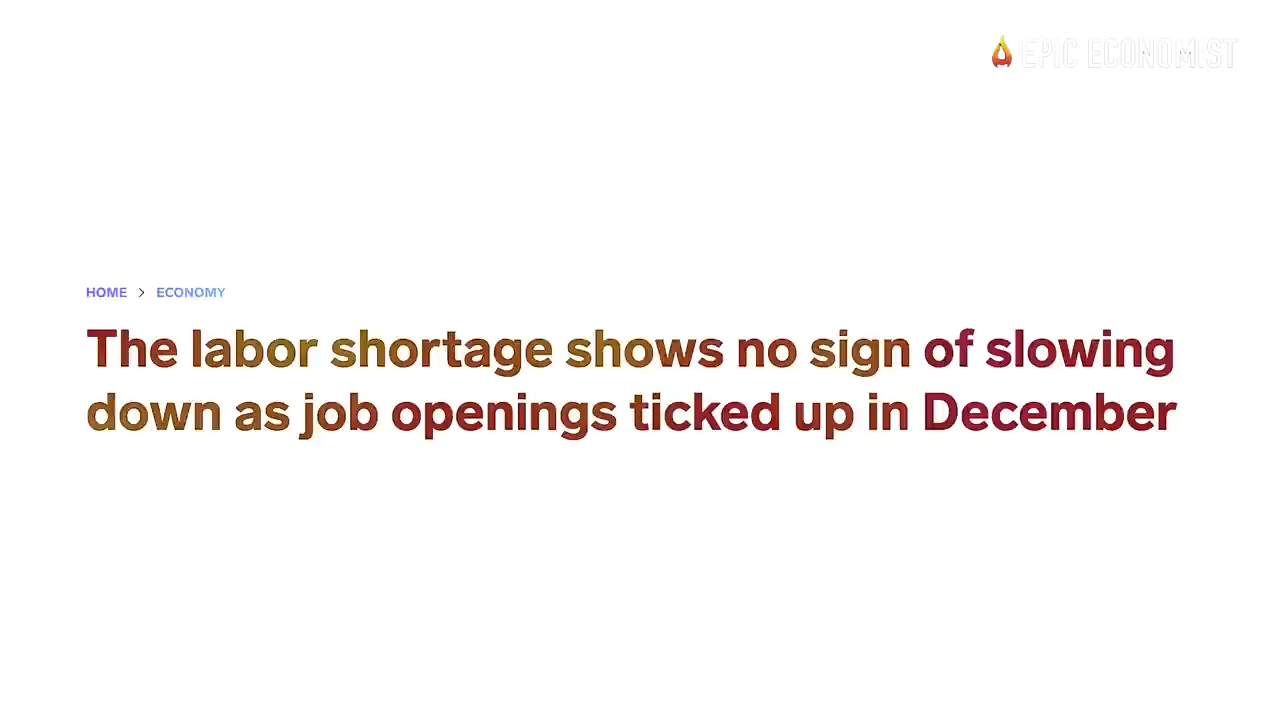 EPIC ECONOMIST
HOME > ECONOMY
The labor shortage shows no sign of slowing
down as job openings ticked up in December